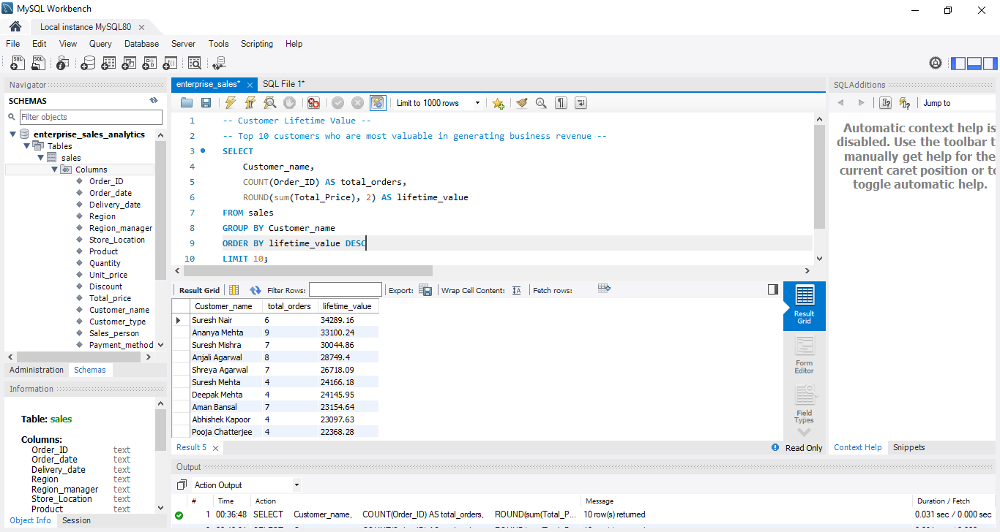 MySQL Workbench
Local instance MySQL80
File Edit View Query Database Server Tools Scripting Help
Navigator
SCHEMAS
Filter objects
enterprise_sales_analytics
Tables
sales
Columns
Order_ID
Order_date
Delivery_date
Region
Region_manager
Store_Location
Product
Quantity
Unit_price
Discount
Total_price
Customer_name
Customer_type
Sales_person
Payment_method
Administration Schemas
Information
Table: sales
Columns:
Order_ID text
Order_date text
Delivery_date text
Region text
Region_manager text
Store_Location text
Product text
Object Info Session
enterprise_sales* SQL File 1*
Limit to 1000 rows
1 -- Customer Lifetime Value --
2 -- Top 10 customers who are most valuable in generating business revenue --
3 SELECT
4 Customer_name,
5 COUNT(Order_ID) AS total_orders,
6 ROUND(sum(Total_Price), 2) AS lifetime_value
7 FROM sales
8 GROUP BY Customer_name
9 ORDER BY lifetime_value DESC
10 LIMIT 10;
Result Grid Filter Rows: Export: Wrap Cell Content: Fetch rows:
Customer_name total_orders lifetime_value
Suresh Nair 6 34289.16
Ananya Mehta 9 33100.24
Suresh Mishra 7 30044.86
Anjali Agarwal 8 28749.4
Shreya Agarwal 7 26718.09
Suresh Mehta 4 24166.18
Deepak Mehta 4 24145.95
Aman Bansal 7 23154.64
Abhishek Kapoor 4 23097.63
Pooja Chatterjee 4 22368.28
Result
Grid
Form
Editor
Field
Types
Result 5
Read Only
Output
Action Output
# Time Action Message Duration / Fetch
1 00:36:48 SELECT Customer_name, COUNT(Order_ID) AS total_orders, ROUND(sum(Total_P... 10 row(s) returned 0.031 sec / 0.000 sec
SQLAdditions
Jump to
Automatic context help is
disabled. Use the toolbar t
manually get help for the
current caret position or to
toggle automatic help.
Context Help Snippets